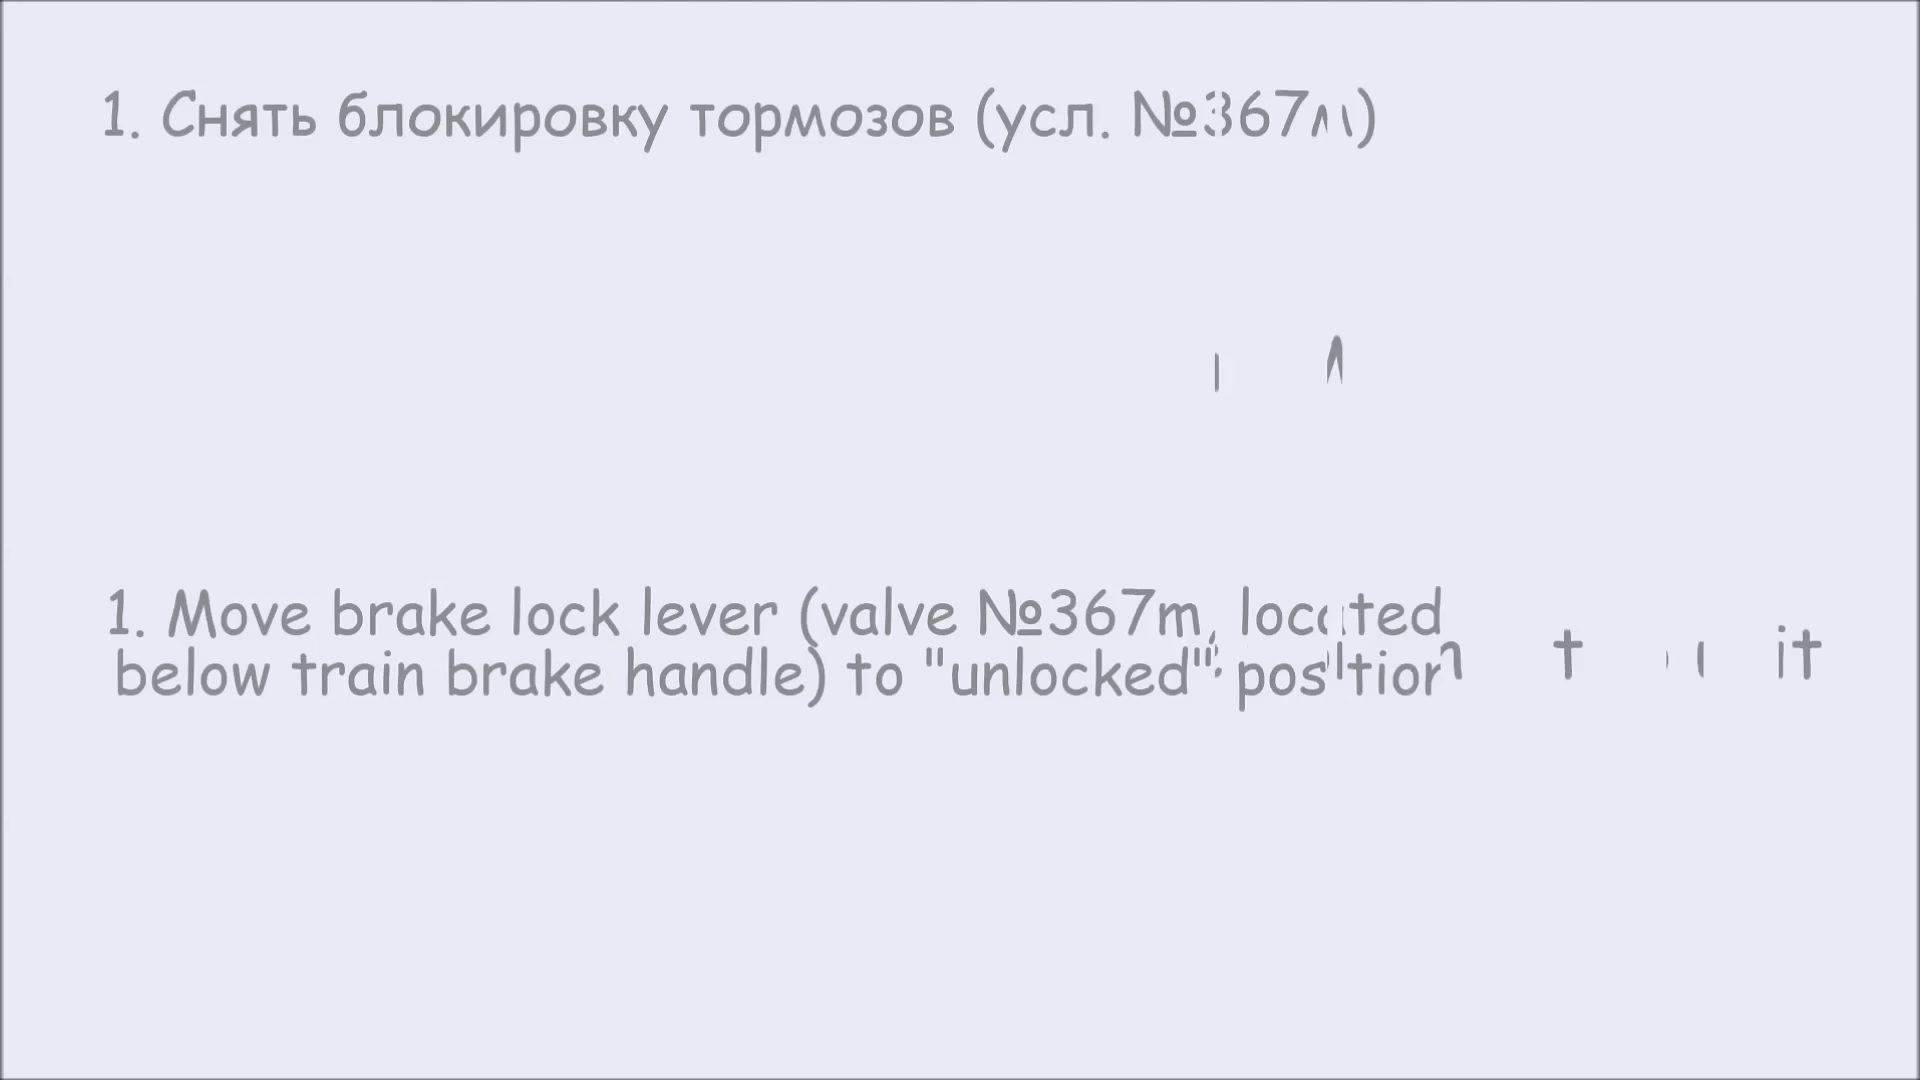 1. Снять блокировку тормозов (усл. №367м)
1. Move brake lock lever (valve №367m, located
below train brake handle) to "unlocked" position